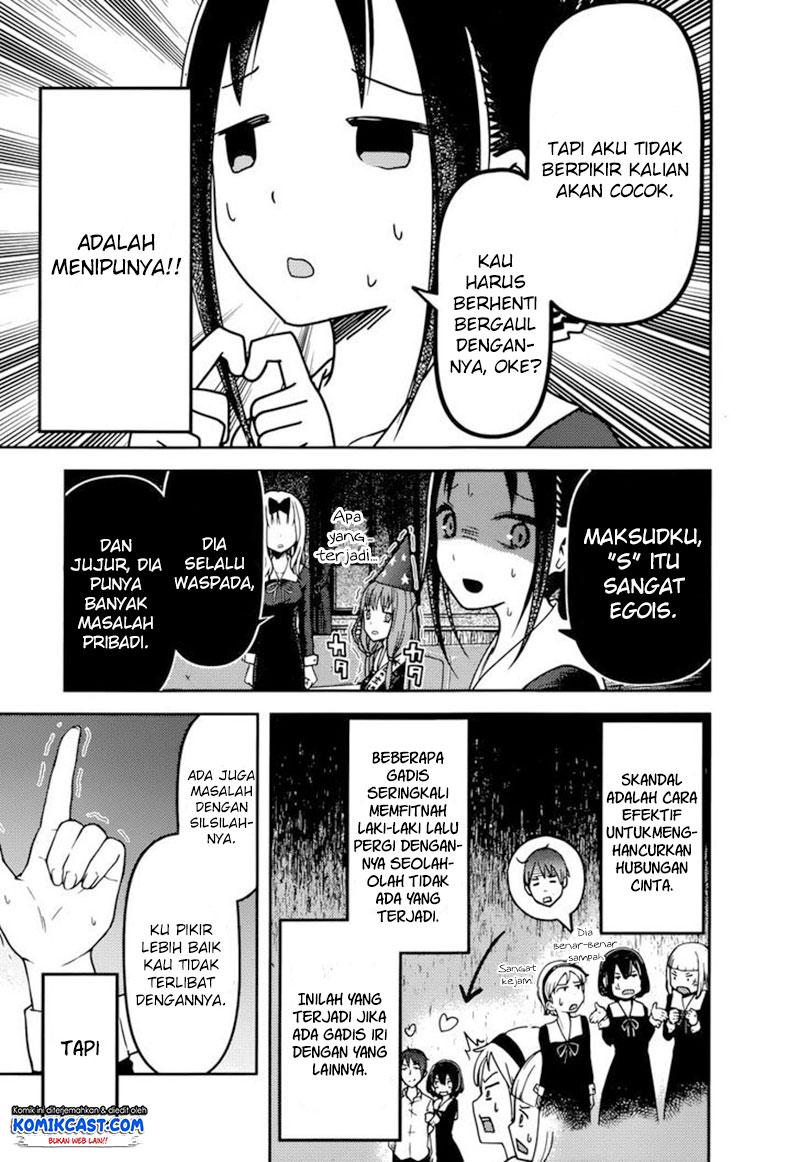 TAPI AKU TIDAK
BERPIKIR KALIAN
AKAN COCOK.
KAU
HARUS
BERHENTI
BERGAUL
DENGAN-
NYA, OKE?
ADALAH
MENIPUNYA!!
MAKSUDKU,
"S" ITU
SANGAT
EGOIS.
Apa
yang
terjadi...
ガタ
ガタ
DIA
SELALU
WASPADA,
DAN
JUJUR, DIA
PUNYA
BANYAK
MASALAH
PRIBADI.
SKANDAL
ADALAH CARA
EFEKTIF
UNTUKMENG-
HANCURKAN
HUBUNGAN
CINTA.
BEBERAPA
GADIS
SERINGKALI
MEMFITNAH
LAKI-LAKI LALU
PERGI DENGAN-
NYA SEOLAH-
OLAH TIDAK
ADA YANG
TERJADI.
Dia
benar-benar
sampah
Sangat
kejam
INILAH YANG
TERJADI JIKA
ADA GADIS IRI
DENGAN YANG
LAINNYA.
ADA JUGA
MASALAH
DENGAN
SILSILAH-
NYA.
KU PIKIR
LEBIH BAIK
KAU TIDAK
TERLIBAT
DENGANNYA.
TAPI
Komik ini diterjemahkan & diedit oleh
KOMIKCAST.COM
BUKAN WEB LAIN!!